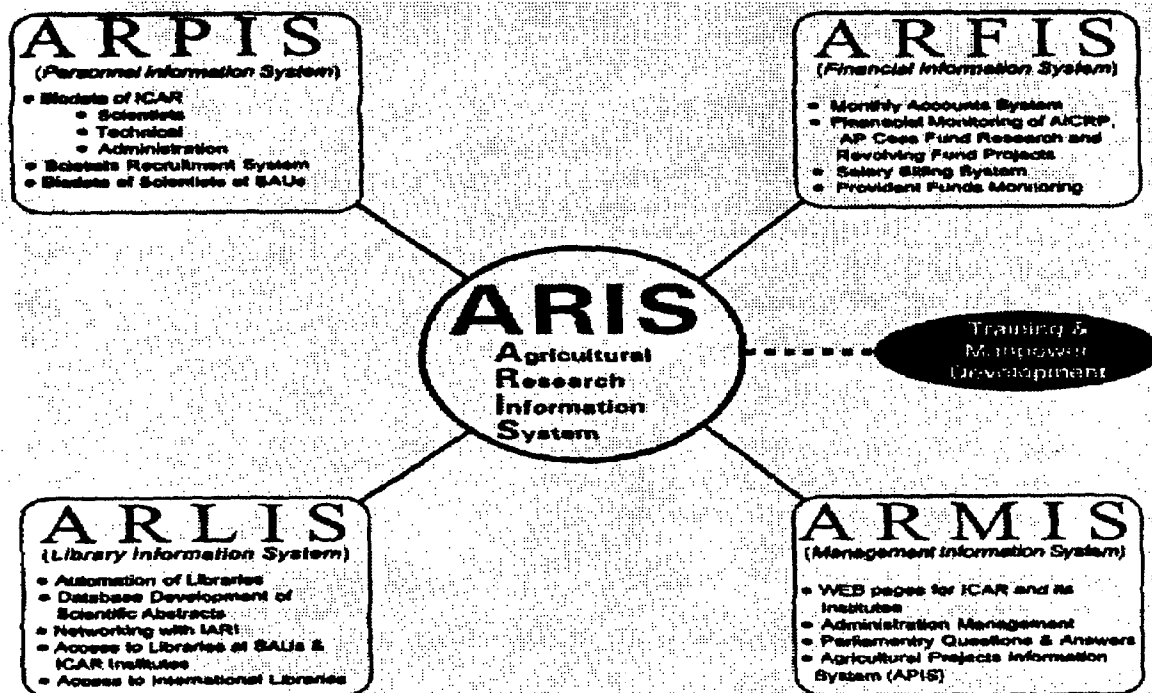 ARPIS
(Personnal Information System)
• Biodata of ICAR
• Scientists
• Technical
• Administration
• Scietists Recruitment System
• Biodata of Scientists at SAUs
ARFIS
(Financial Information System)
• Monthly Accounts System
• Finanacial Monitoring of AICRP,
AP Cess Fund Research and
Revolving Fund Projects
• Salary Billing System
• Provident Funds Monitoring
ARIS
Agricultural
Research
Information
System
Training &
Manpower
Development
ARLIS
(Library Information System)
• Automation of Libraries
• Database Development of
Scientific Abstracts
• Networking with IARI
• Access to Libraries at SAUs &
ICAR Institutes
• Access to International Libraries
ARMIS
(Management Information System)
• WEB pages for ICAR and its
Institutes
• Administration Management
• Parliamentry Questions & Answers
• Agricultural Projects Information
System (APIS)